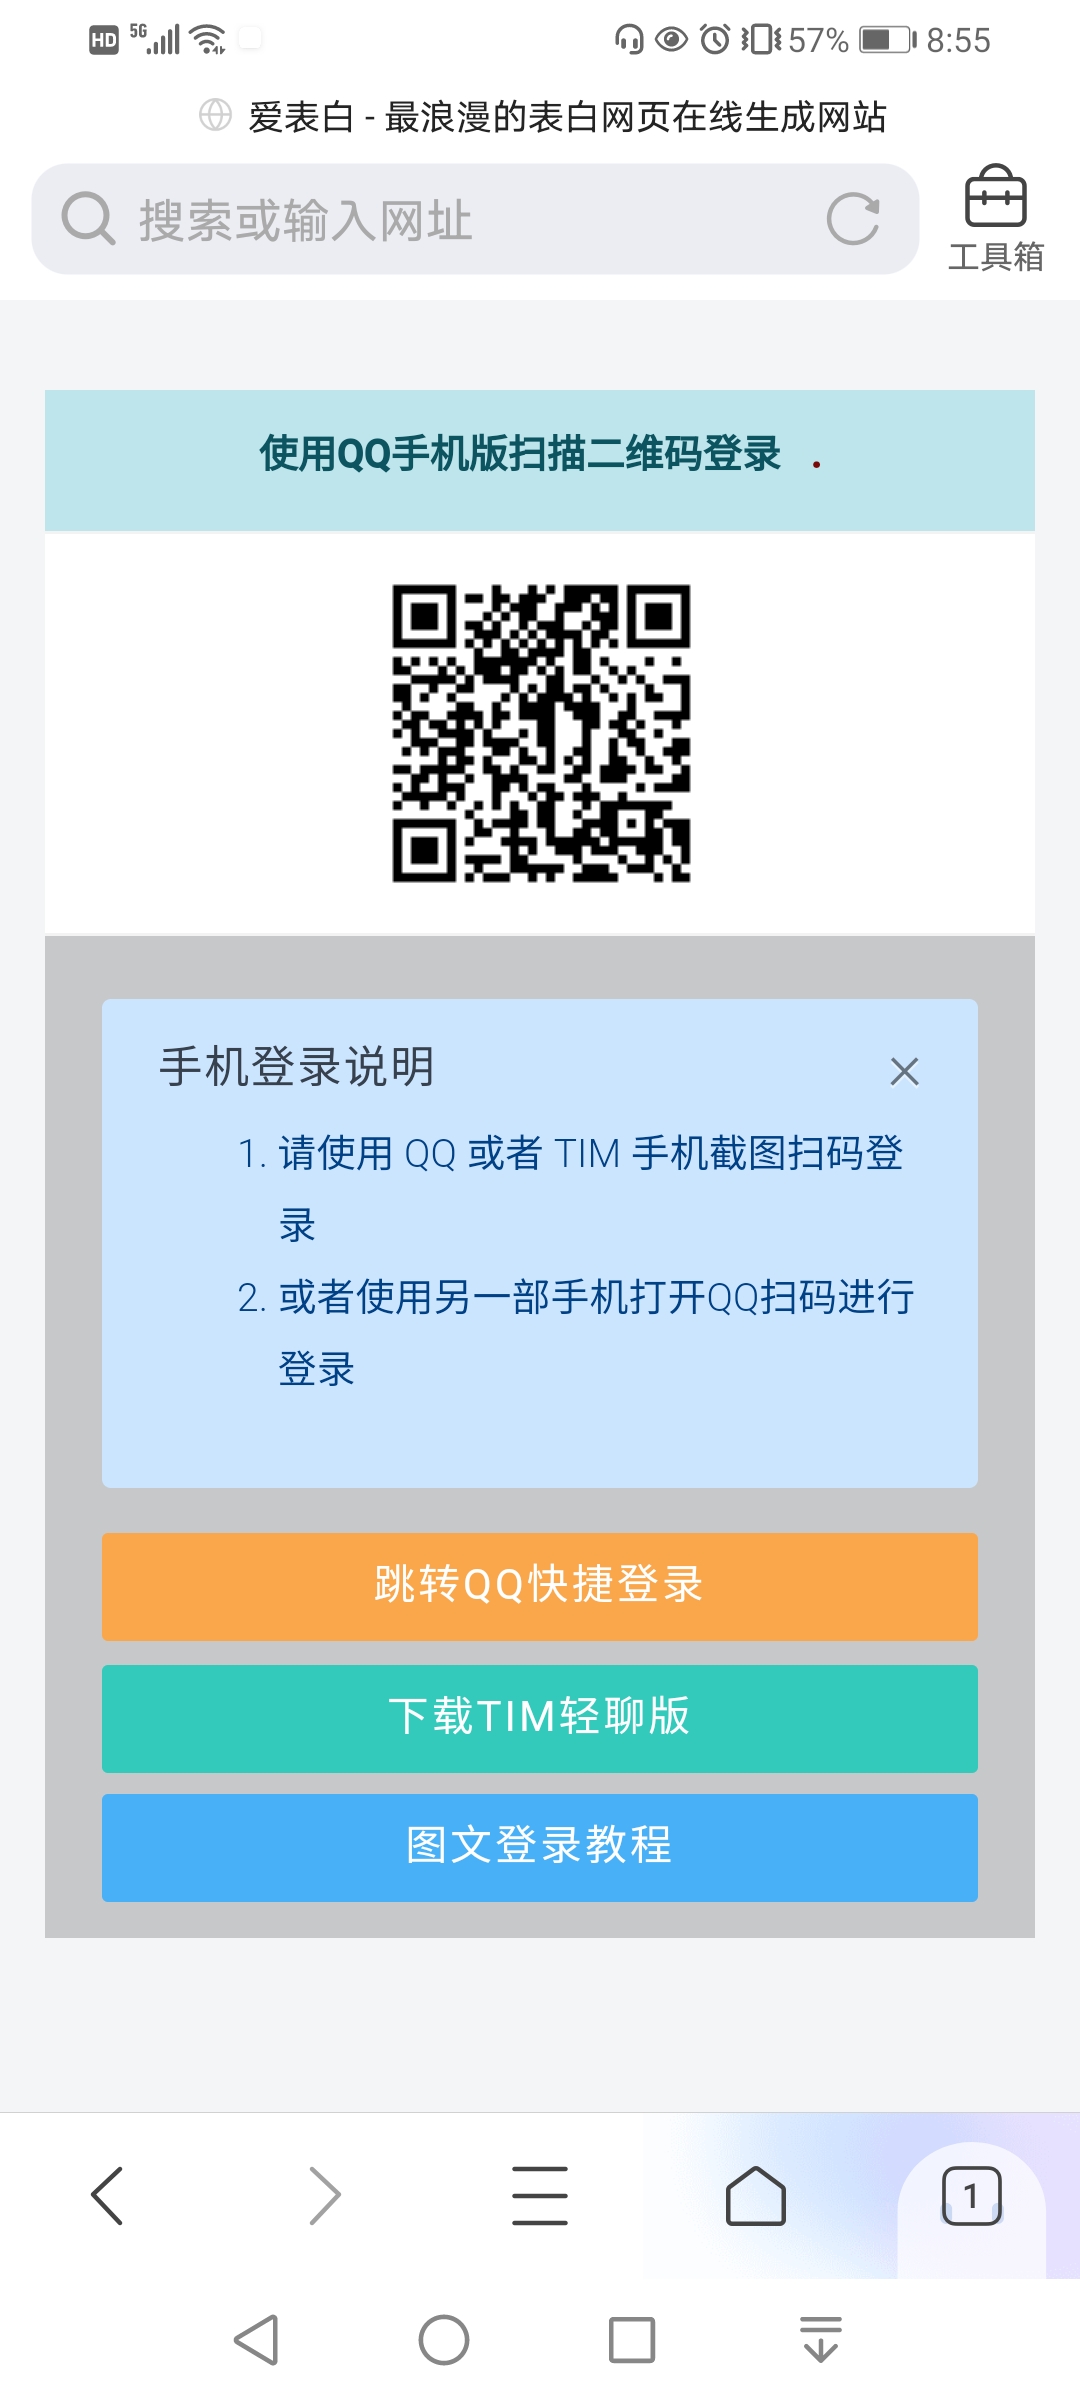 HD 5G 57% 8:55
爱表白 - 最浪漫的表白网页在线生成网站
搜索或输入网址
工具箱
使用QQ手机版扫描二维码登录 .
手机登录说明
1. 请使用 QQ 或者 TIM 手机截图扫码登
录
2. 或者使用另一部手机打开QQ扫码进行
登录
跳转QQ快捷登录
下载TIM轻聊版
图文登录教程
1